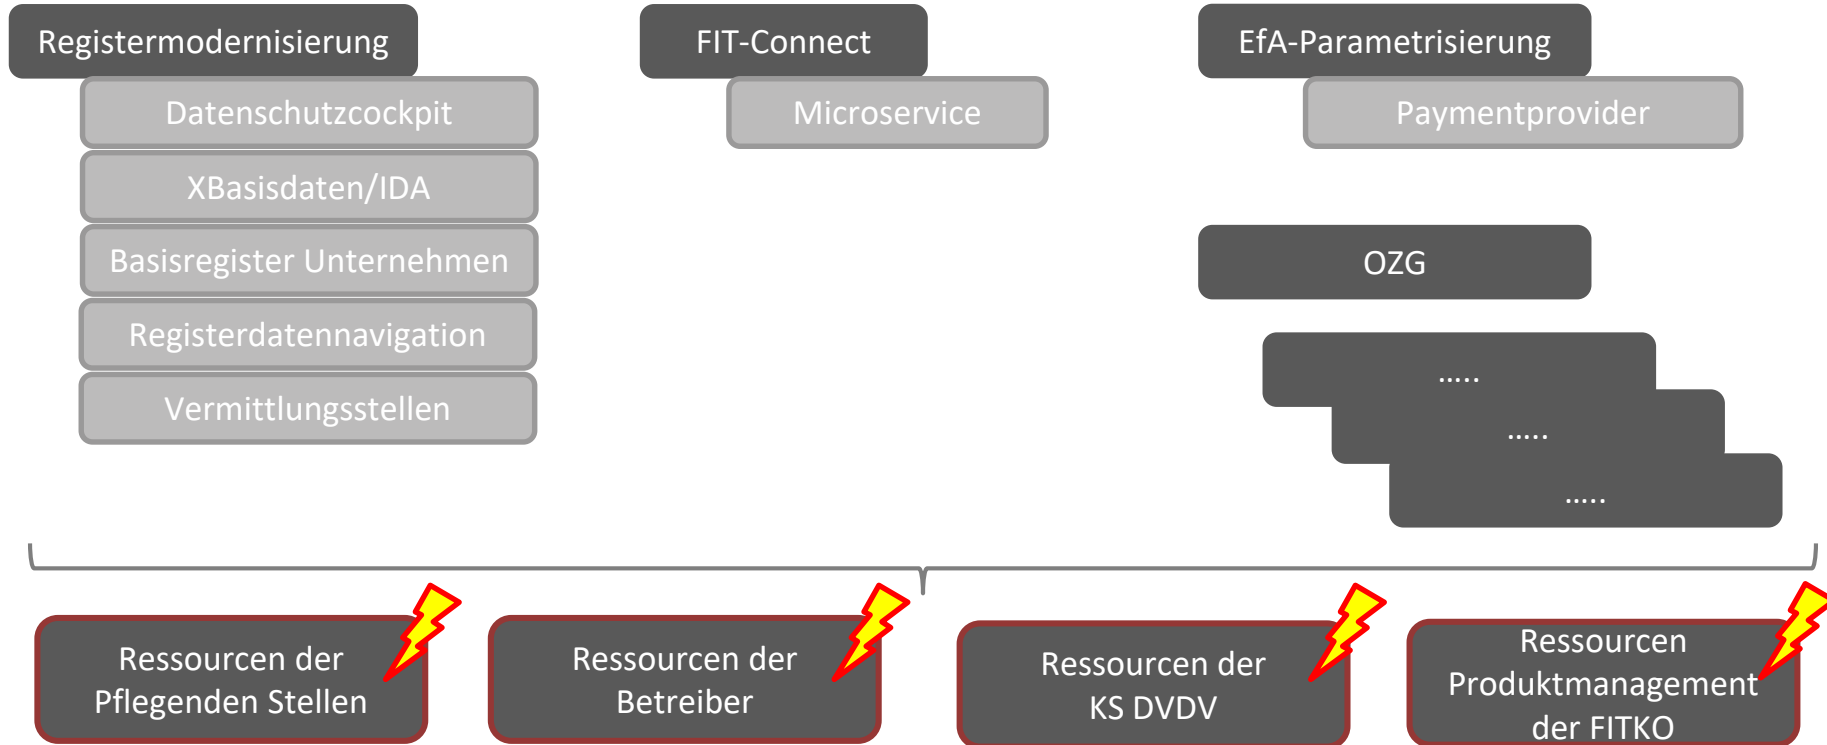 Registermodernisierung
Datenschutzcockpit
XBasisdaten/IDA
Basisregister Unternehmen
Registerdatennavigation
Vermittlungsstellen
FIT-Connect
Microservice
EfA-Parametrisierung
Paymentprovider
OZG
.....
.....
.....
Ressourcen der
Pflegenden Stellen
Ressourcen der
Betreiber
Ressourcen der
KS DVDV
Ressourcen
Produktmanagement
der FITKO